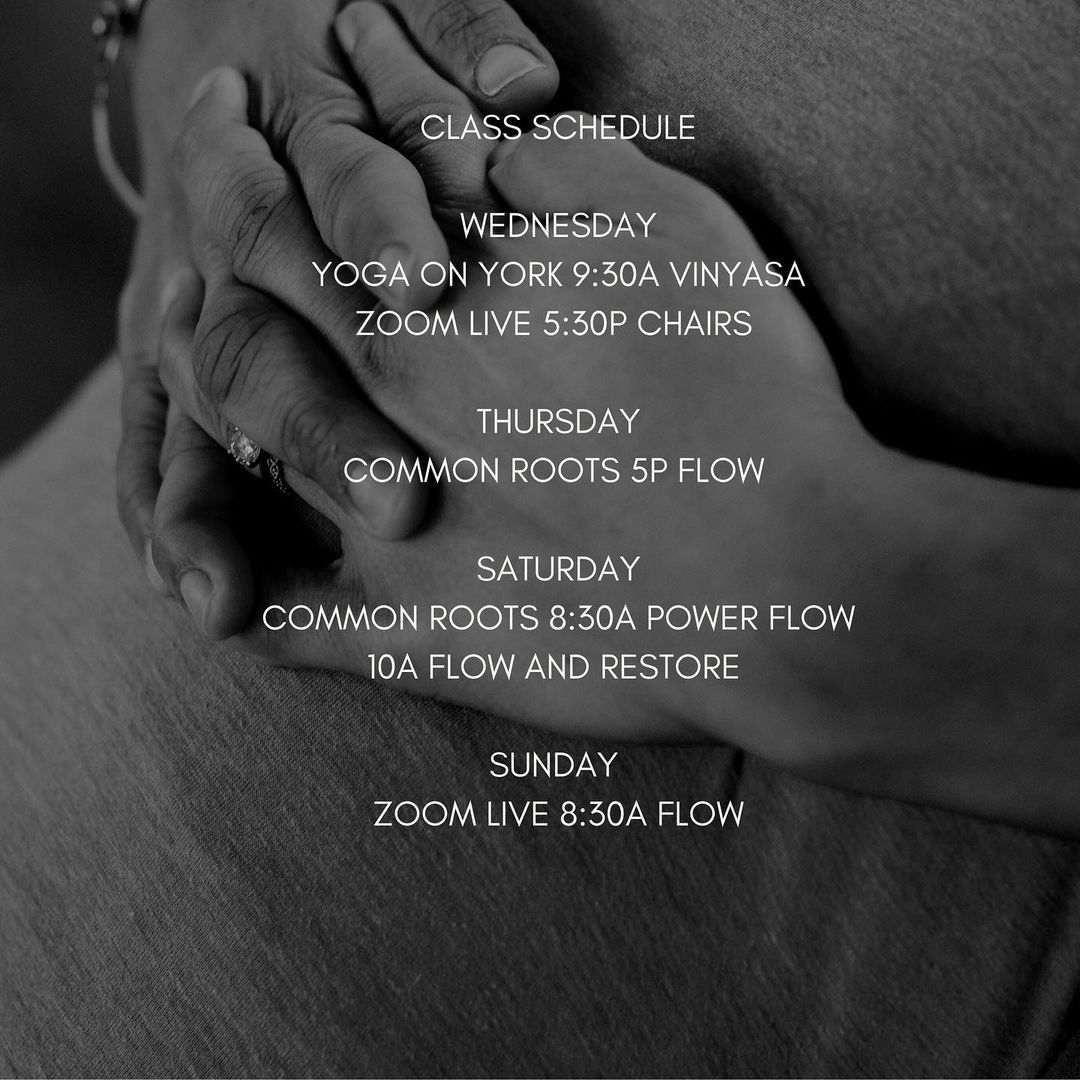 CLASS SCHEDULE
WEDNESDAY
YOGA ON YORK 9:30A VINYASA
ZOOM LIVE 5:30P CHAIRS
THURSDAY
COMMON ROOTS 5P FLOW
SATURDAY
COMMON ROOTS 8:30A POWER FLOW
10A FLOW AND RESTORE
SUNDAY
ZOOM LIVE 8:30A FLOW